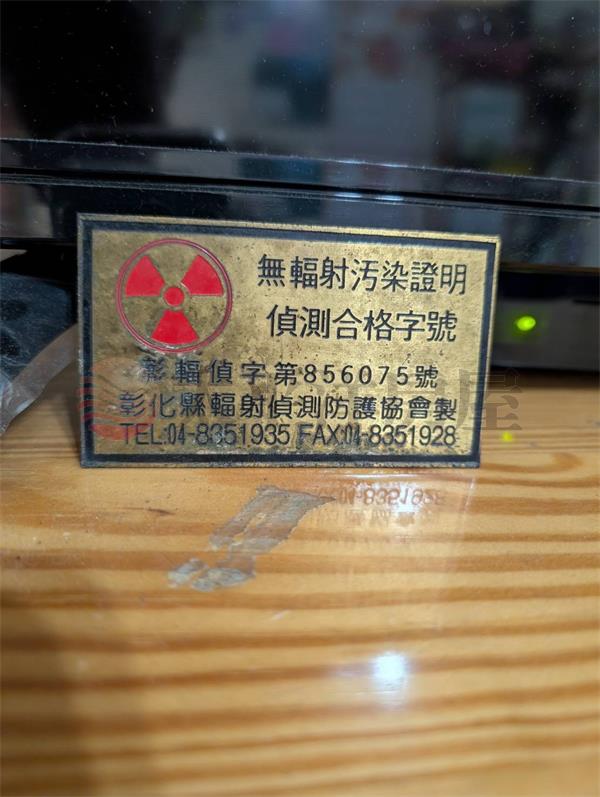 無輻射汚染證明
偵測合格字號
彰輻偵字第856075號
彰化縣輻射偵測防護協會製
TEL:04-8351935 FAX:04-8351928
屋